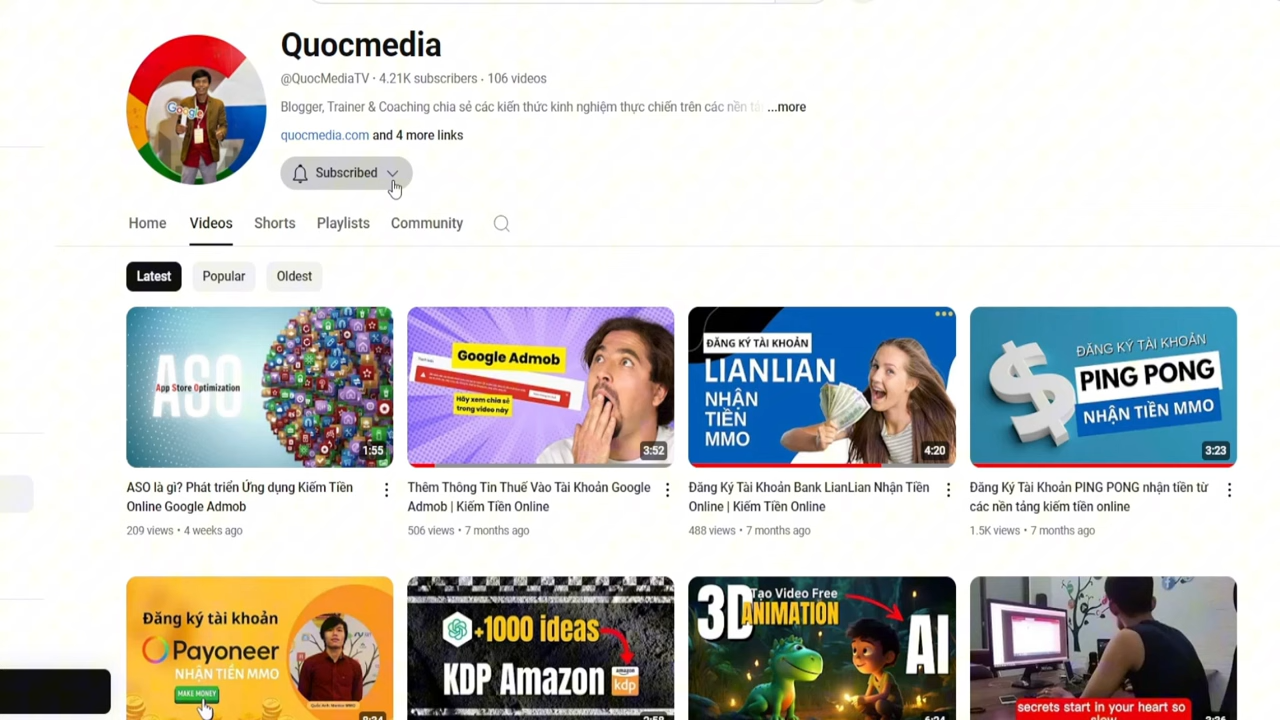 Quocmedia
@QuocMediaTV · 4.21K subscribers · 106 videos
Blogger, Trainer & Coaching chia sẻ các kiến thức kinh nghiệm thực chiến trên các nền ...more
quocmedia.com and 4 more links
Subscribed
Home Videos Shorts Playlists Community
Latest Popular Oldest
ASO
App Store Optimization
1:55
Google Admob
Hãy xem chia sẻ
trong video này
3:52
ĐĂNG KÝ TÀI KHOẢN
LIANLIAN
NHẬN
TIỀN
MMO
4:20
ĐĂNG KÝ TÀI KHOẢN
PING PONG
NHẬN TIỀN MMO
3:23
ASO là gì? Phát triển Ứng dụng Kiếm Tiền
Online Google Admob
209 views • 4 weeks ago
Thêm Thông Tin Thuế Vào Tài Khoản Google
Admob | Kiếm Tiền Online
506 views • 7 months ago
Đăng Ký Tài Khoản Bank LianLian Nhận Tiền
Online | Kiếm Tiền Online
488 views • 7 months ago
Đăng Ký Tài Khoản PING PONG nhận tiền từ
các nền tảng kiếm tiền online
1.5K views • 7 months ago
Đăng ký tài khoản
Payoneer
NHẬN TIỀN MMO
MAKE MONEY
+1000 ideas
KDP Amazon
amazon
kdp
Tạo Video Free
3D ANIMATION
AI
secrets start in your heart so